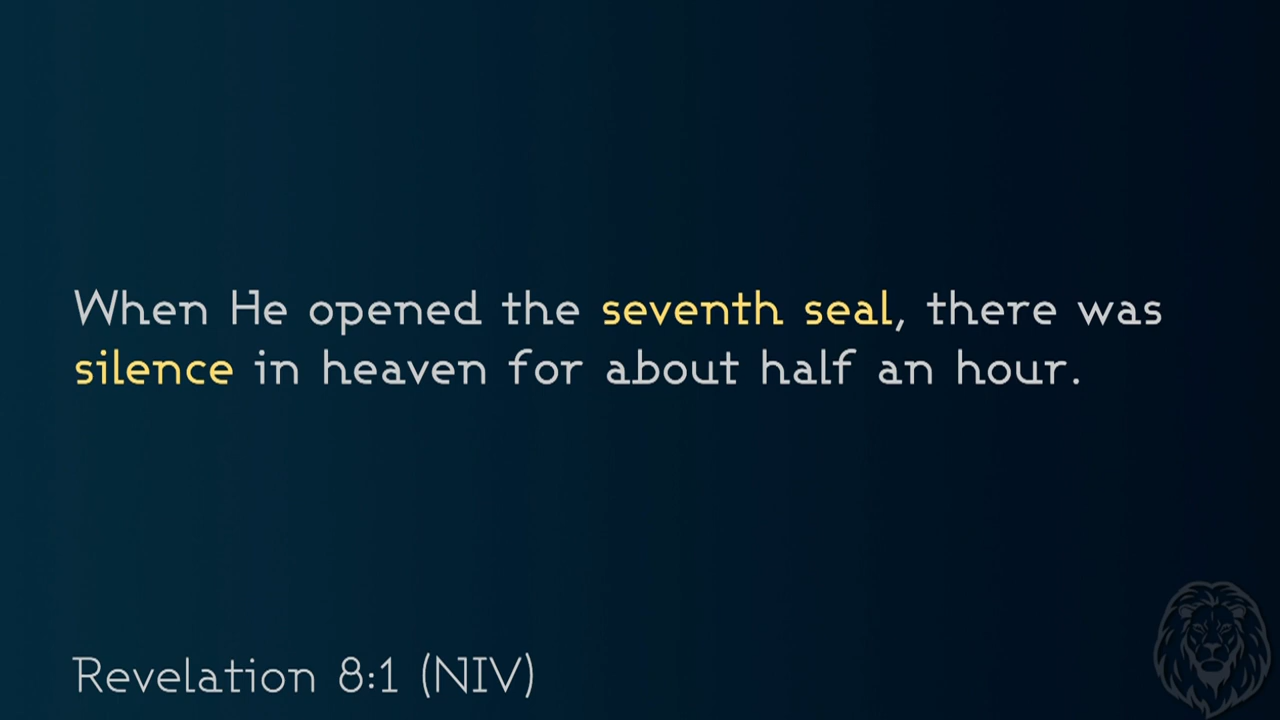 When He opened the seventh seal, there was
silence in heaven for about half an hour.
Revelation 8:1 (NIV)